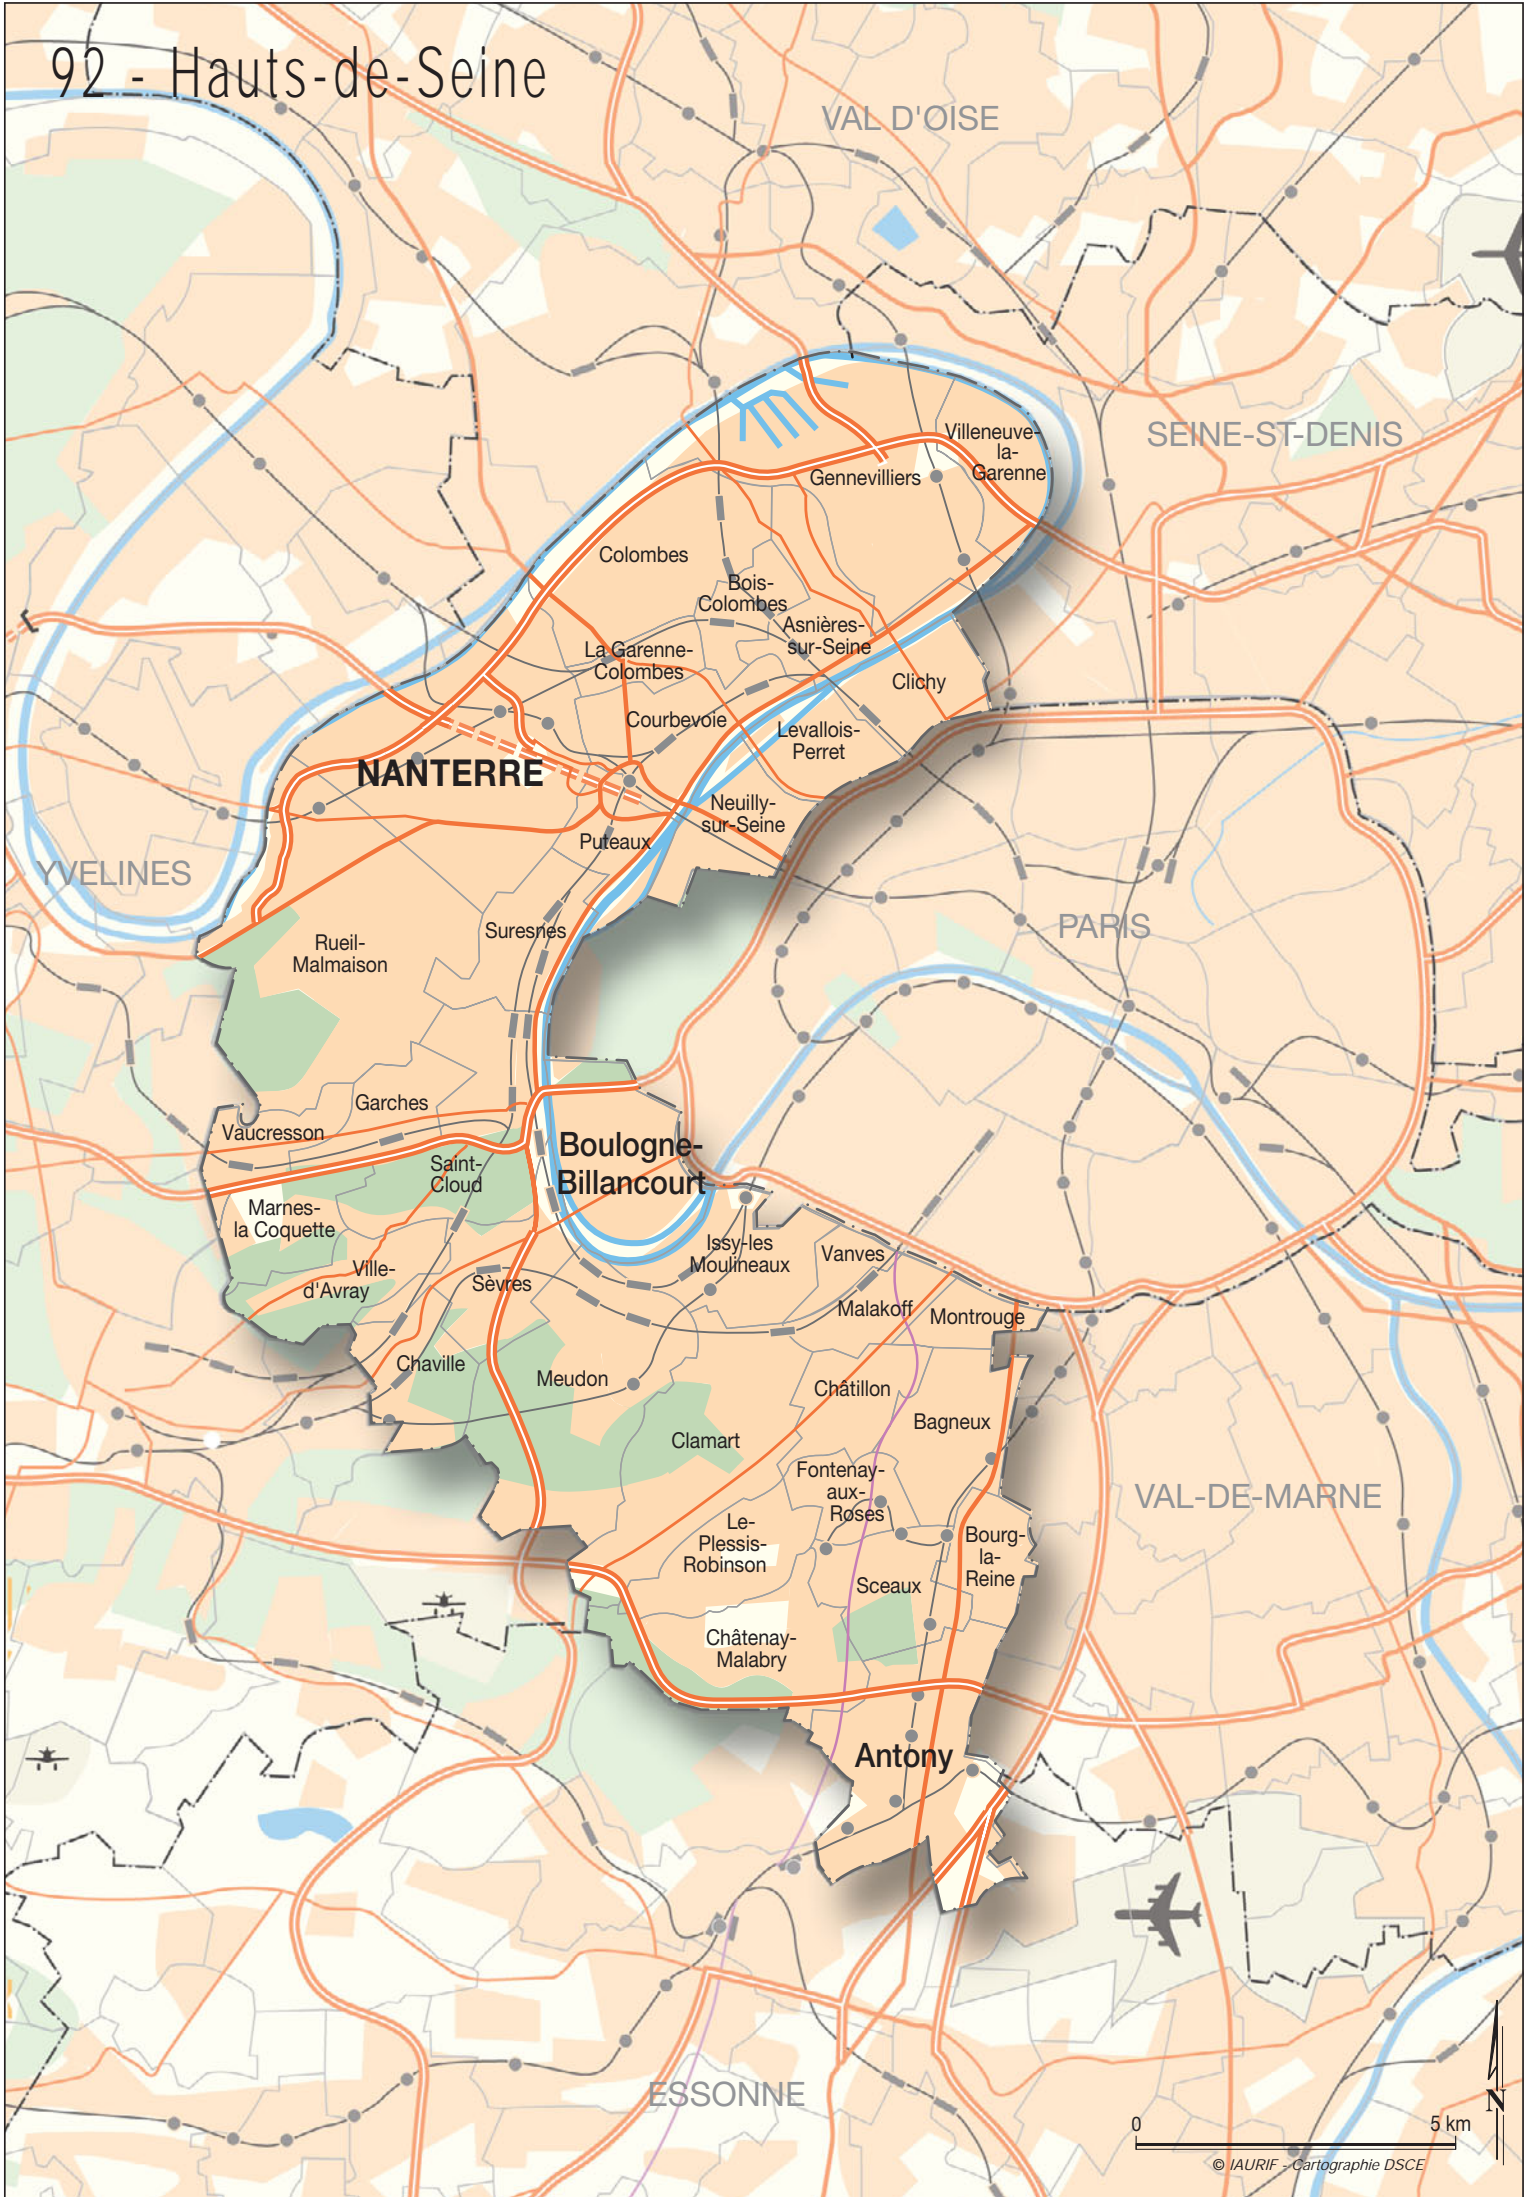 92 - Hauts-de-Seine
VAL D'OISE
SEINE-ST-DENIS
Villeneuve-
la-
Garenne
Gennevilliers
Colombes
Bois-
Colombes
Asnières-
sur-Seine
La Garenne-
Colombes
Clichy
Courbevoie
Levallois-
Perret
NANTERRE
Neuilly-
sur-Seine
Puteaux
YVELINES
Suresnes
PARIS
Rueil-
Malmaison
Garches
Vaucresson
Boulogne-
Billancourt
Saint-
Cloud
Marnes-
la Coquette
Issy-les
Moulineaux
Vanves
Ville-
d'Avray
Sèvres
Malakoff
Montrouge
Chaville
Meudon
Châtillon
Bagneux
Clamart
Fontenay-
aux-
Roses
VAL-DE-MARNE
Le-
Plessis-
Robinson
Bourg-
la-
Reine
Sceaux
Châtenay-
Malabry
Antony
ESSONNE
N
0 5 km
© IAURIF - Cartographie DSCE